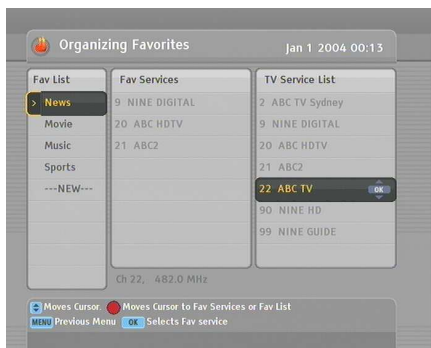 Organizing Favorites
Jan 1 2004 00:13
Fav List
Fav Services
TV Service List
> News
9 NINE DIGITAL
2 ABC TV Sydney
Movie
20 ABC HDTV
9 NINE DIGITAL
Music
21 ABC2
20 ABC HDTV
Sports
21 ABC2
---NEW---
22 ABC TV
OK
90 NINE HD
99 NINE GUIDE
Ch 22, 482.0 MHz
Moves Cursor. Moves Cursor to Fav Services or Fav List
MENU Previous Menu OK Selects Fav service